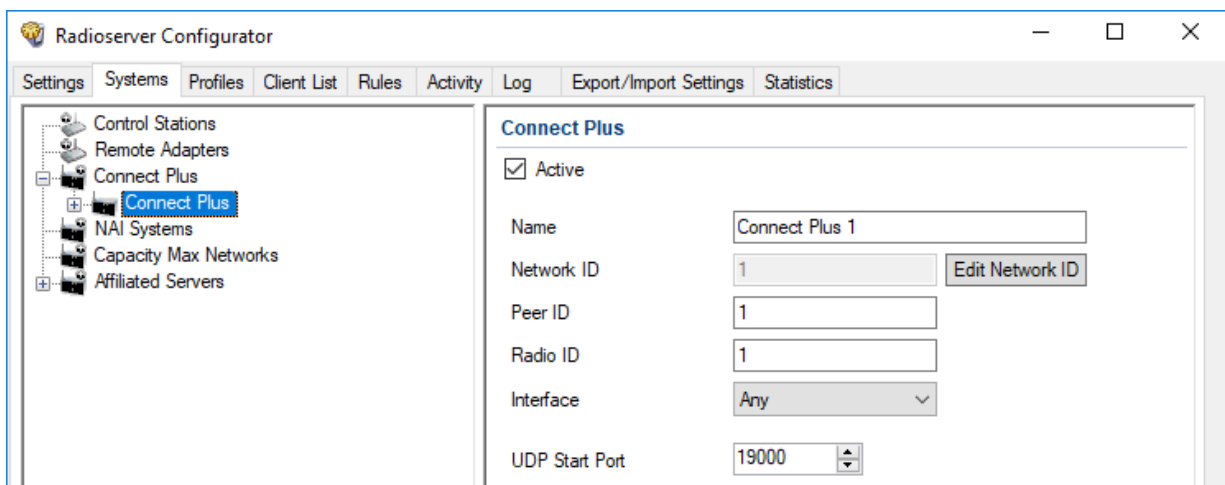 Radioserver Configurator
Settings Systems Profiles Client List Rules Activity Log Export/Import Settings Statistics
Control Stations
Remote Adapters
Connect Plus
Connect Plus
NAI Systems
Capacity Max Networks
Affiliated Servers
Connect Plus
Active
Name Connect Plus 1
Network ID 1 Edit Network ID
Peer ID 1
Radio ID 1
Interface Any
UDP Start Port 19000